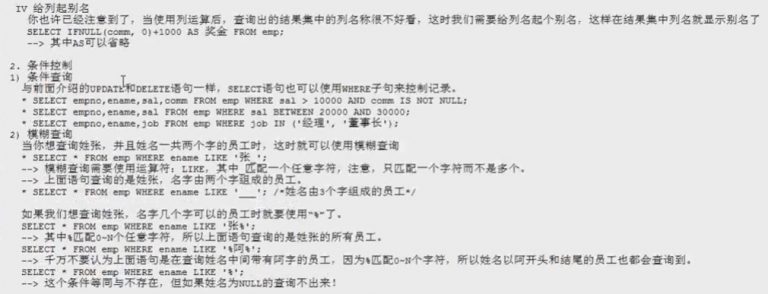 IV 给列起别名
你也许已经注意到了，当使用列运算后，查询出的结果集中的列名称很不好看，这时我们需要给列名起个别名，这样在结果集中列名就显示别名了
SELECT IFNULL(comm, 0)+1000 AS 奖金 FROM emp;
--> 其中AS可以省略
2. 条件控制
1) 条件查询
与前面介绍的UPDATE和DELETE语句一样，SELECT语句也可以使用WHERE子句来控制记录。
* SELECT empno,ename,sal,comm FROM emp WHERE sal > 10000 AND comm IS NOT NULL;
* SELECT empno,ename,sal FROM emp WHERE sal BETWEEN 20000 AND 30000;
* SELECT empno,ename,job FROM emp WHERE job IN ('经理', '董事长');
2) 模糊查询
当你想查询姓张，并且姓名一共两个字的员工时，这时就可以使用模糊查询
* SELECT * FROM emp WHERE ename LIKE '张_';
--> 模糊查询需要使用运算符：LIKE，其中_匹配一个任意字符，注意，只匹配一个字符而不是多个。
--> 上面语句查询的是姓张，名字由两个字组成的员工。
* SELECT * FROM emp WHERE ename LIKE '___'; /*姓名由3个字组成的员工*/
如果我们想查询姓张，名字几个字可以的员工时就要使用“%”了。
SELECT * FROM emp WHERE ename LIKE '张%';
--> 其中%匹配0~N个任意字符，所以上面语句查询的是姓张的所有员工。
SELECT * FROM emp WHERE ename LIKE '%阿%';
--> 千万不要认为上面语句是在查询姓名中间带有阿字的员工，因为%匹配0~N个字符，所以姓名以阿开头和结尾的员工也都会查询到。
SELECT * FROM emp WHERE ename LIKE '%';
--> 这个条件等同与不存在，但如果姓名为NULL的查询不出来！